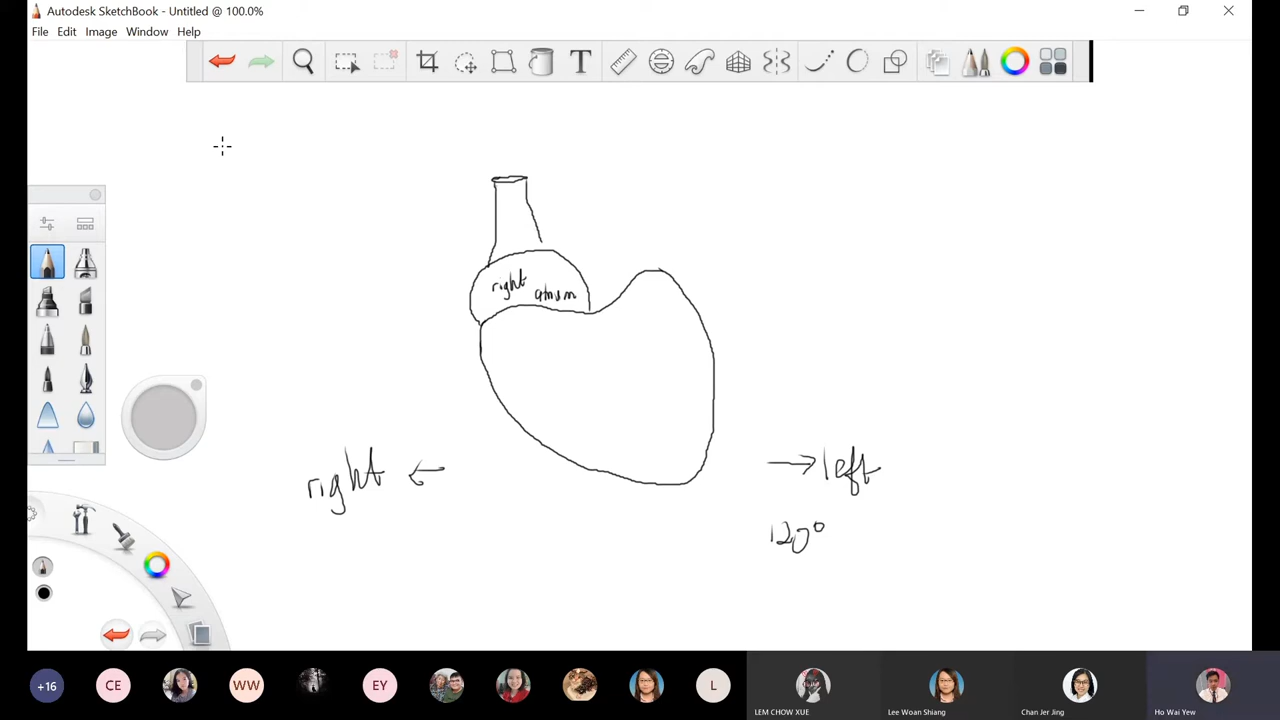 Autodesk SketchBook - Untitled @ 100.0%
File Edit Image Window Help
T
right
atrium
right ← → left
120°
+16 CE WW EY L
LEM CHOW XUE Lee Woan Shiang Chan Jer Jing Ho Wai Yew